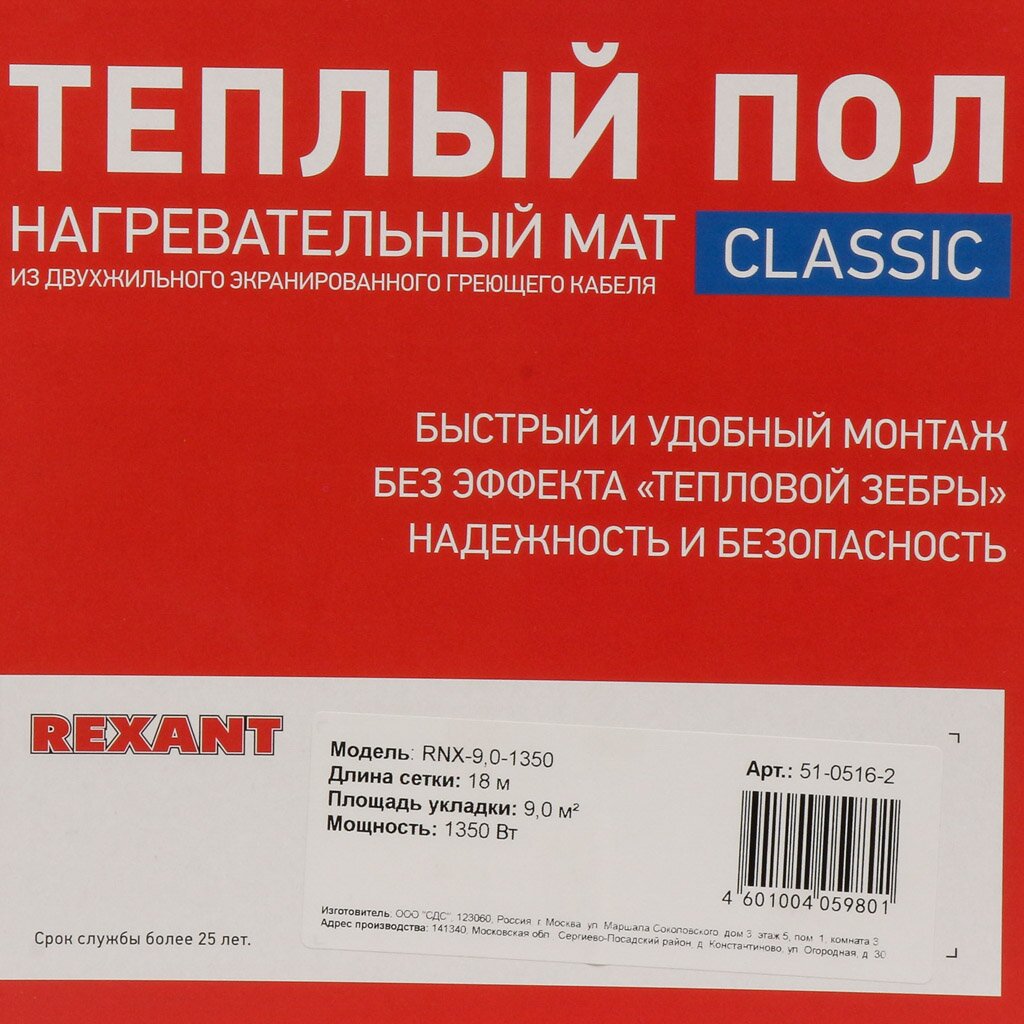 ТЕПЛЫЙ ПОЛ
НАГРЕВАТЕЛЬНЫЙ МАТ
CLASSIC
ИЗ ДВУХЖИЛЬНОГО ЭКРАНИРОВАННОГО ГРЕЮЩЕГО КАБЕЛЯ
БЫСТРЫЙ И УДОБНЫЙ МОНТАЖ
БЕЗ ЭФФЕКТА «ТЕПЛОВОЙ ЗЕБРЫ»
НАДЕЖНОСТЬ И БЕЗОПАСНОСТЬ
REXANT
Модель: RNX-9,0-1350
Длина сетки: 18 м
Площадь укладки: 9,0 м²
Мощность: 1350 Вт
Арт.: 51-0516-2
4 601004 059801
Изготовитель: ООО "СДС", 123060, Россия, г. Москва, ул. Маршала Соколовского, дом 3, этаж 5, пом. 1, комната 3
Адрес производства: 141340, Московская обл., Сергиево-Посадский район, д. Константиново, ул. Огородная, д. 30
Срок службы более 25 лет.